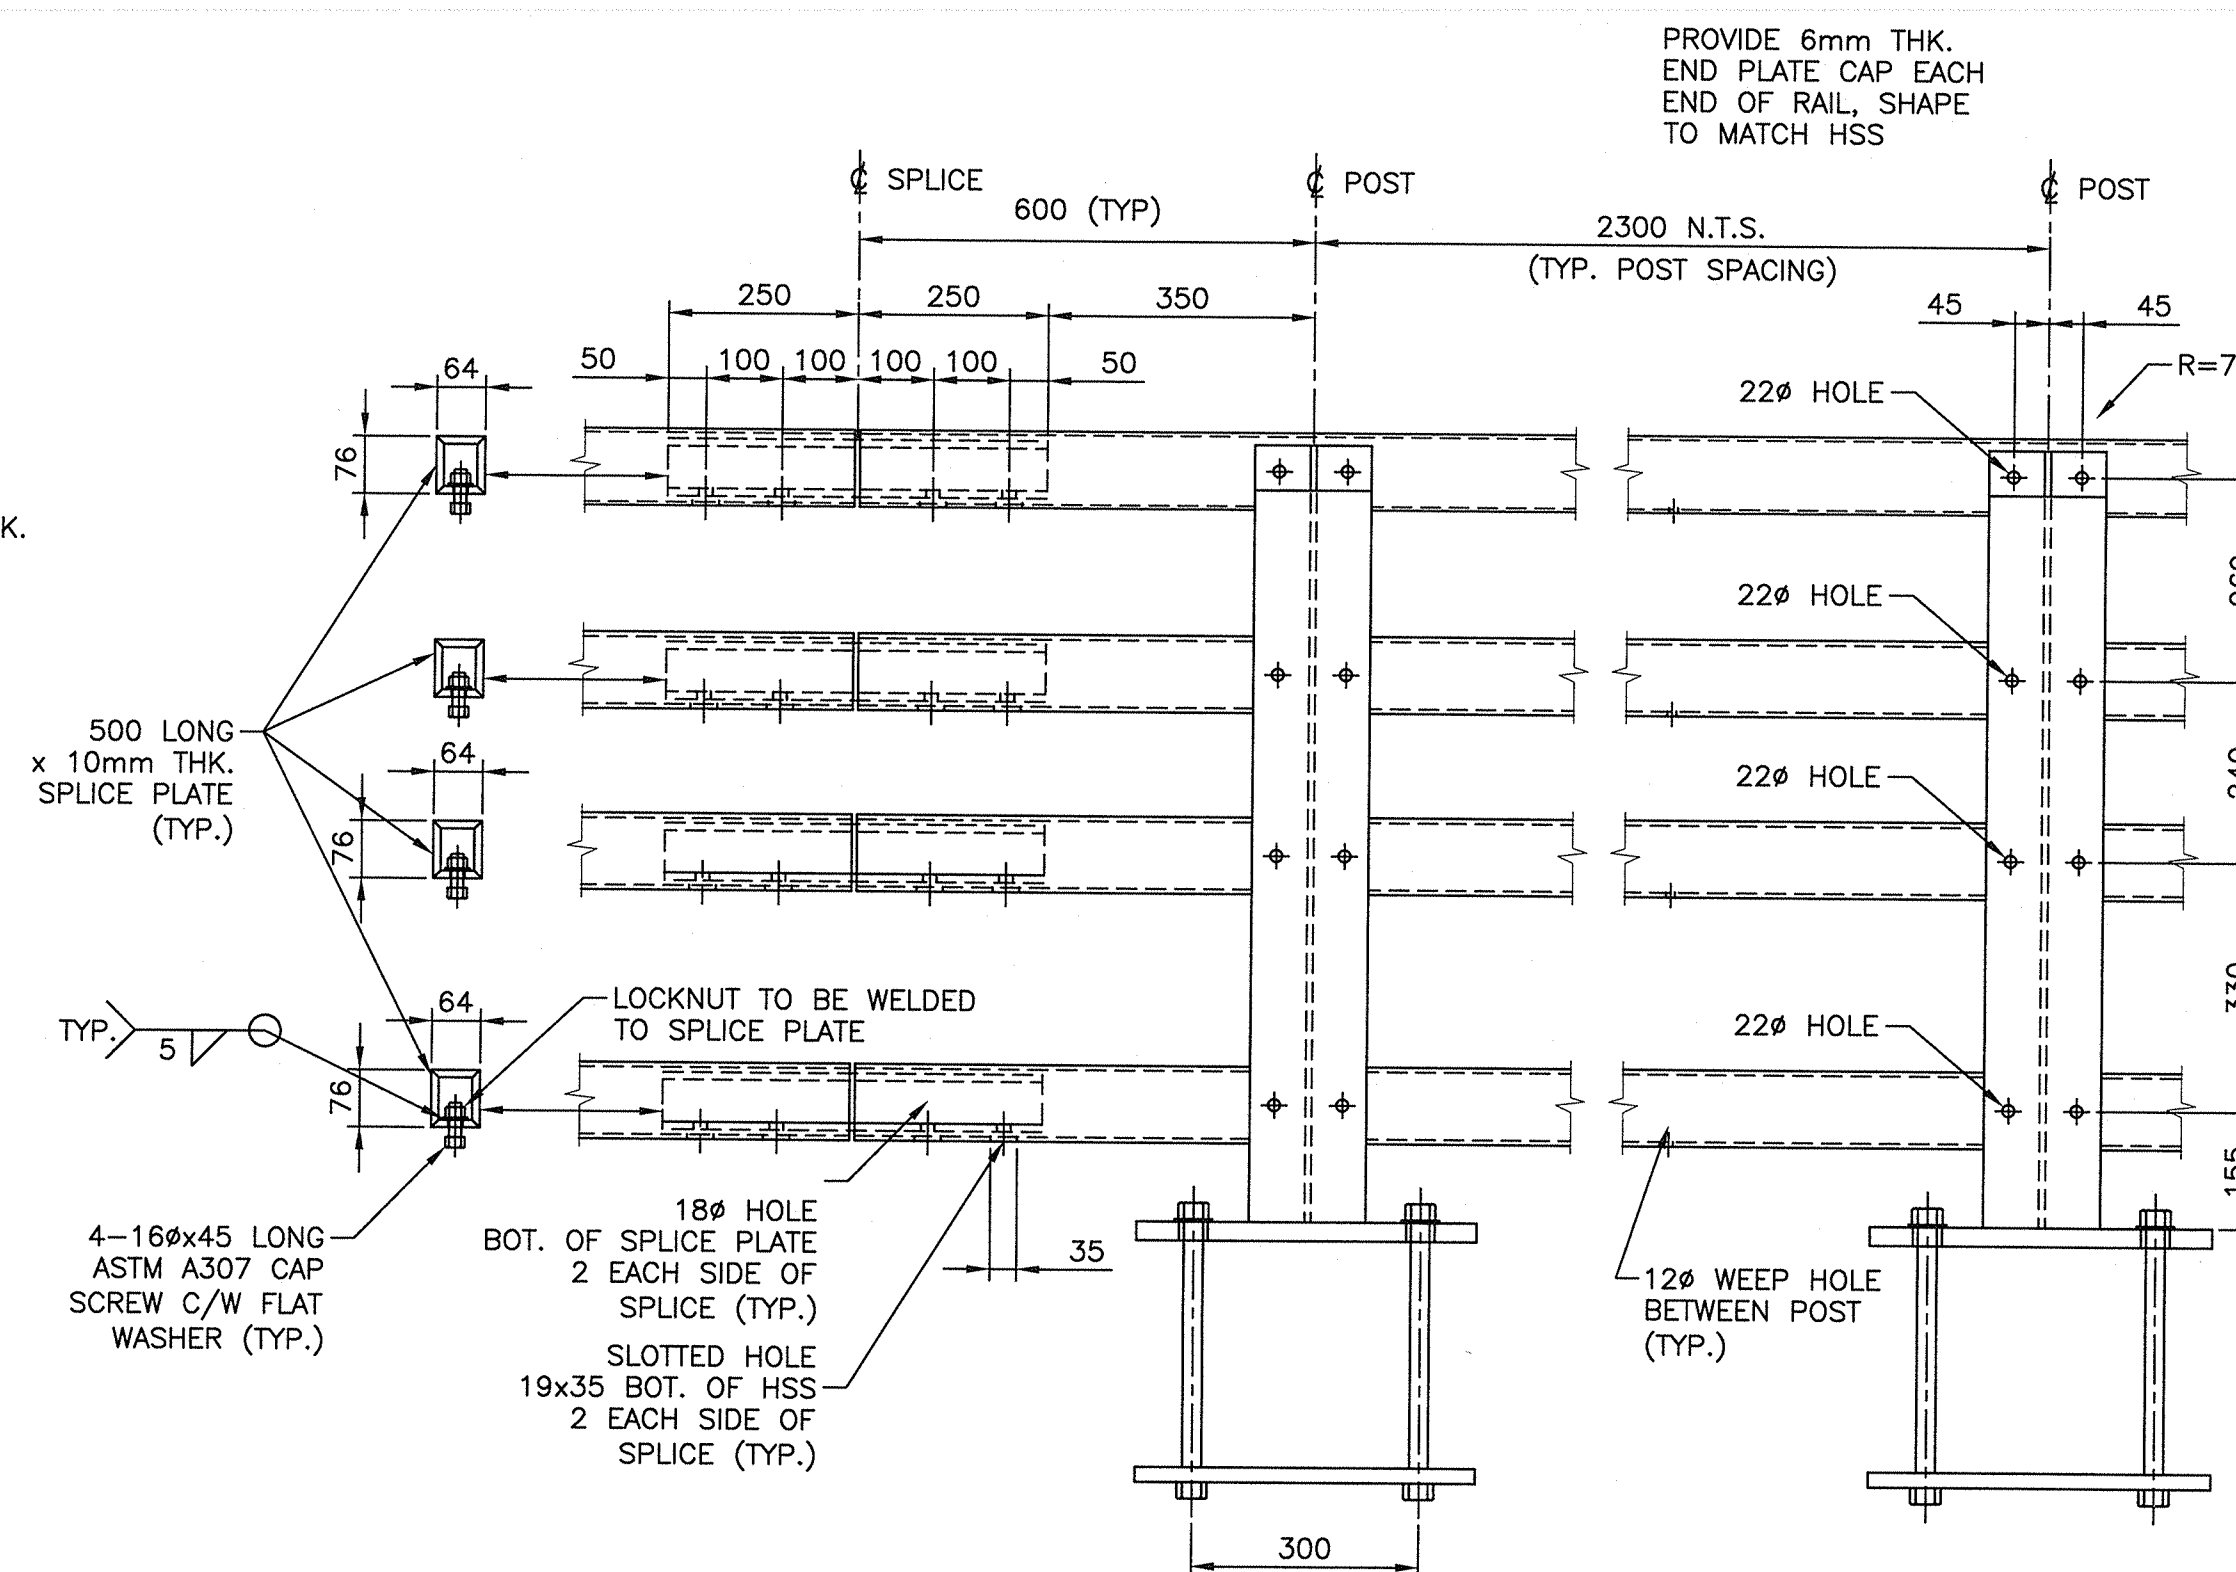 PROVIDE 6mm THK.
END PLATE CAP EACH
END OF RAIL, SHAPE
TO MATCH HSS
℄ SPLICE
℄ POST
℄ POST
600 (TYP)
2300 N.T.S.
(TYP. POST SPACING)
250
250
350
45
45
50
100
100
100
100
50
64
R=7
22ø HOLE
76
K.
22ø HOLE
500 LONG
x 10mm THK.
SPLICE PLATE
(TYP.)
64
22ø HOLE
76
330
LOCKNUT TO BE WELDED
TO SPLICE PLATE
64
TYP.
5
22ø HOLE
76
155
18ø HOLE
BOT. OF SPLICE PLATE
2 EACH SIDE OF
SPLICE (TYP.)
4-16øx45 LONG
ASTM A307 CAP
SCREW C/W FLAT
WASHER (TYP.)
35
12ø WEEP HOLE
BETWEEN POST
(TYP.)
SLOTTED HOLE
19x35 BOT. OF HSS
2 EACH SIDE OF
SPLICE (TYP.)
300